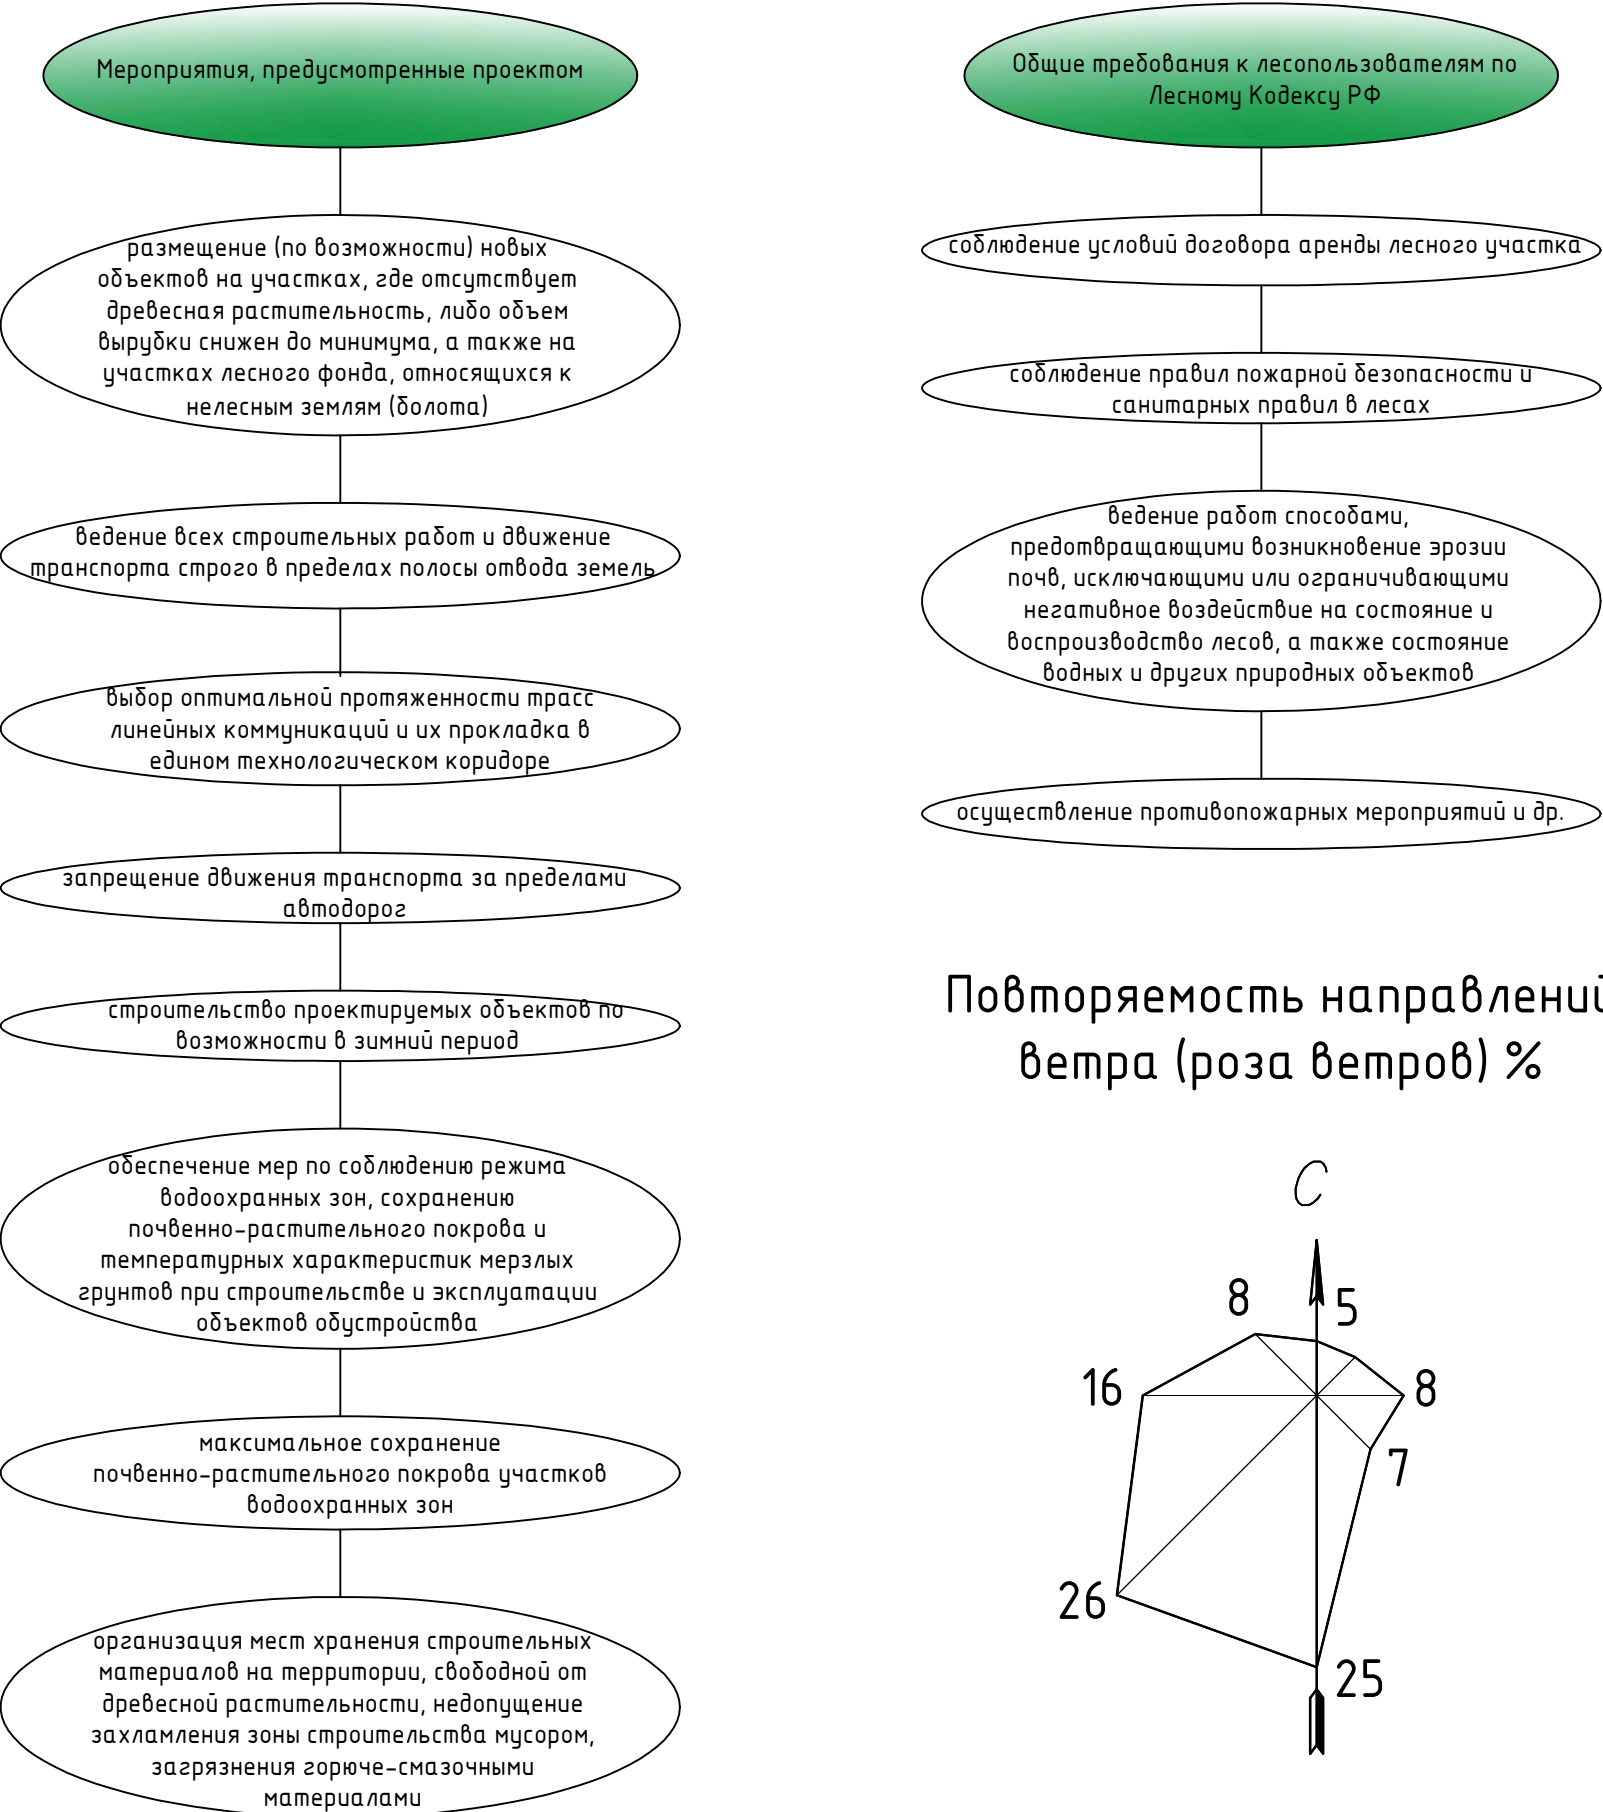 Мероприятия, предусмотренные проектом
размещение (по возможности) новых
объектов на участках, где отсутствует
древесная растительность, либо объем
вырубки снижен до минимума, а также на
участках лесного фонда, относящихся к
нелесным землям (болота)
ведение всех строительных работ и движение
транспорта строго в пределах полосы отвода земель
выбор оптимальной протяженности трасс
линейных коммуникаций и их прокладка в
едином технологическом коридоре
запрещение движения транспорта за пределами
автодорог
строительство проектируемых объектов по
возможности в зимний период
обеспечение мер по соблюдению режима
водоохранных зон, сохранению
почвенно-растительного покрова и
температурных характеристик мерзлых
грунтов при строительстве и эксплуатации
объектов обустройства
максимальное сохранение
почвенно-растительного покрова участков
водоохранных зон
организация мест хранения строительных
материалов на территории, свободной от
древесной растительности, недопущение
захламления зоны строительства мусором,
загрязнения горюче-смазочными
материалами
Общие требования к лесопользователям по
Лесному Кодексу РФ
соблюдение условий договора аренды лесного участка
соблюдение правил пожарной безопасности и
санитарных правил в лесах
ведение работ способами,
предотвращающими возникновение эрозии
почв, исключающими или ограничивающими
негативное воздействие на состояние и
воспроизводство лесов, а также состояние
водных и других природных объектов
осуществление противопожарных мероприятий и др.
Повторяемость направлений
ветра (роза ветров) %
С
8
5
16
8
7
26
25